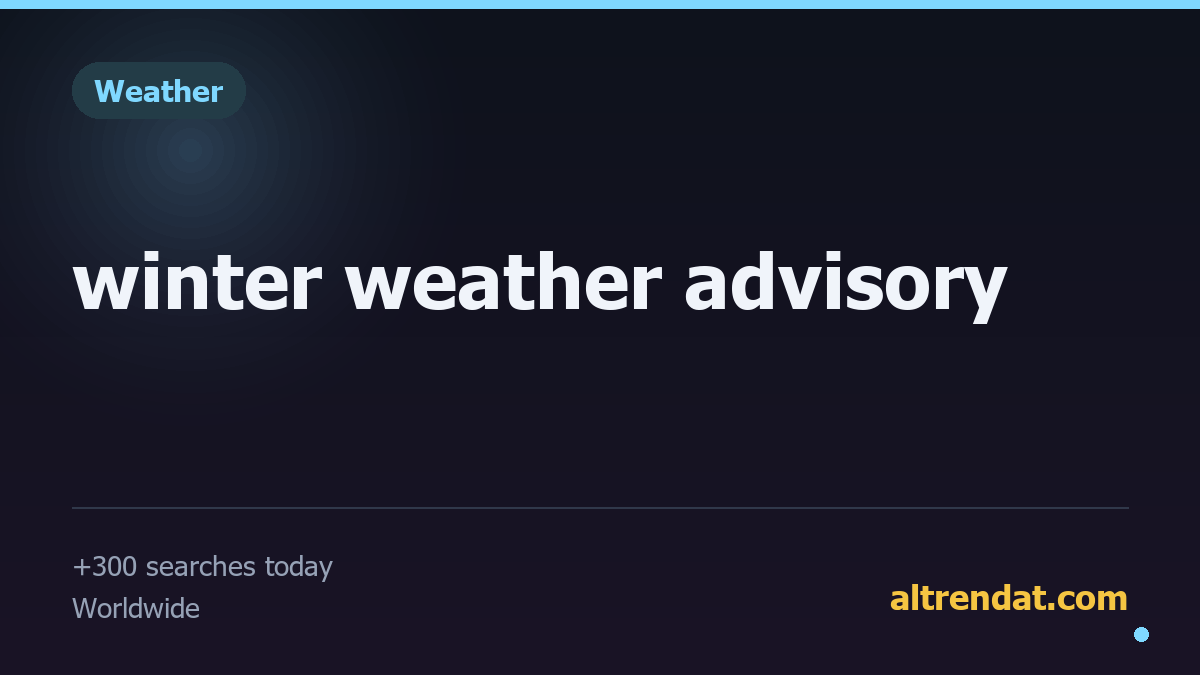 Weather
winter weather advisory
+300 searches today
Worldwide
altrendat.com